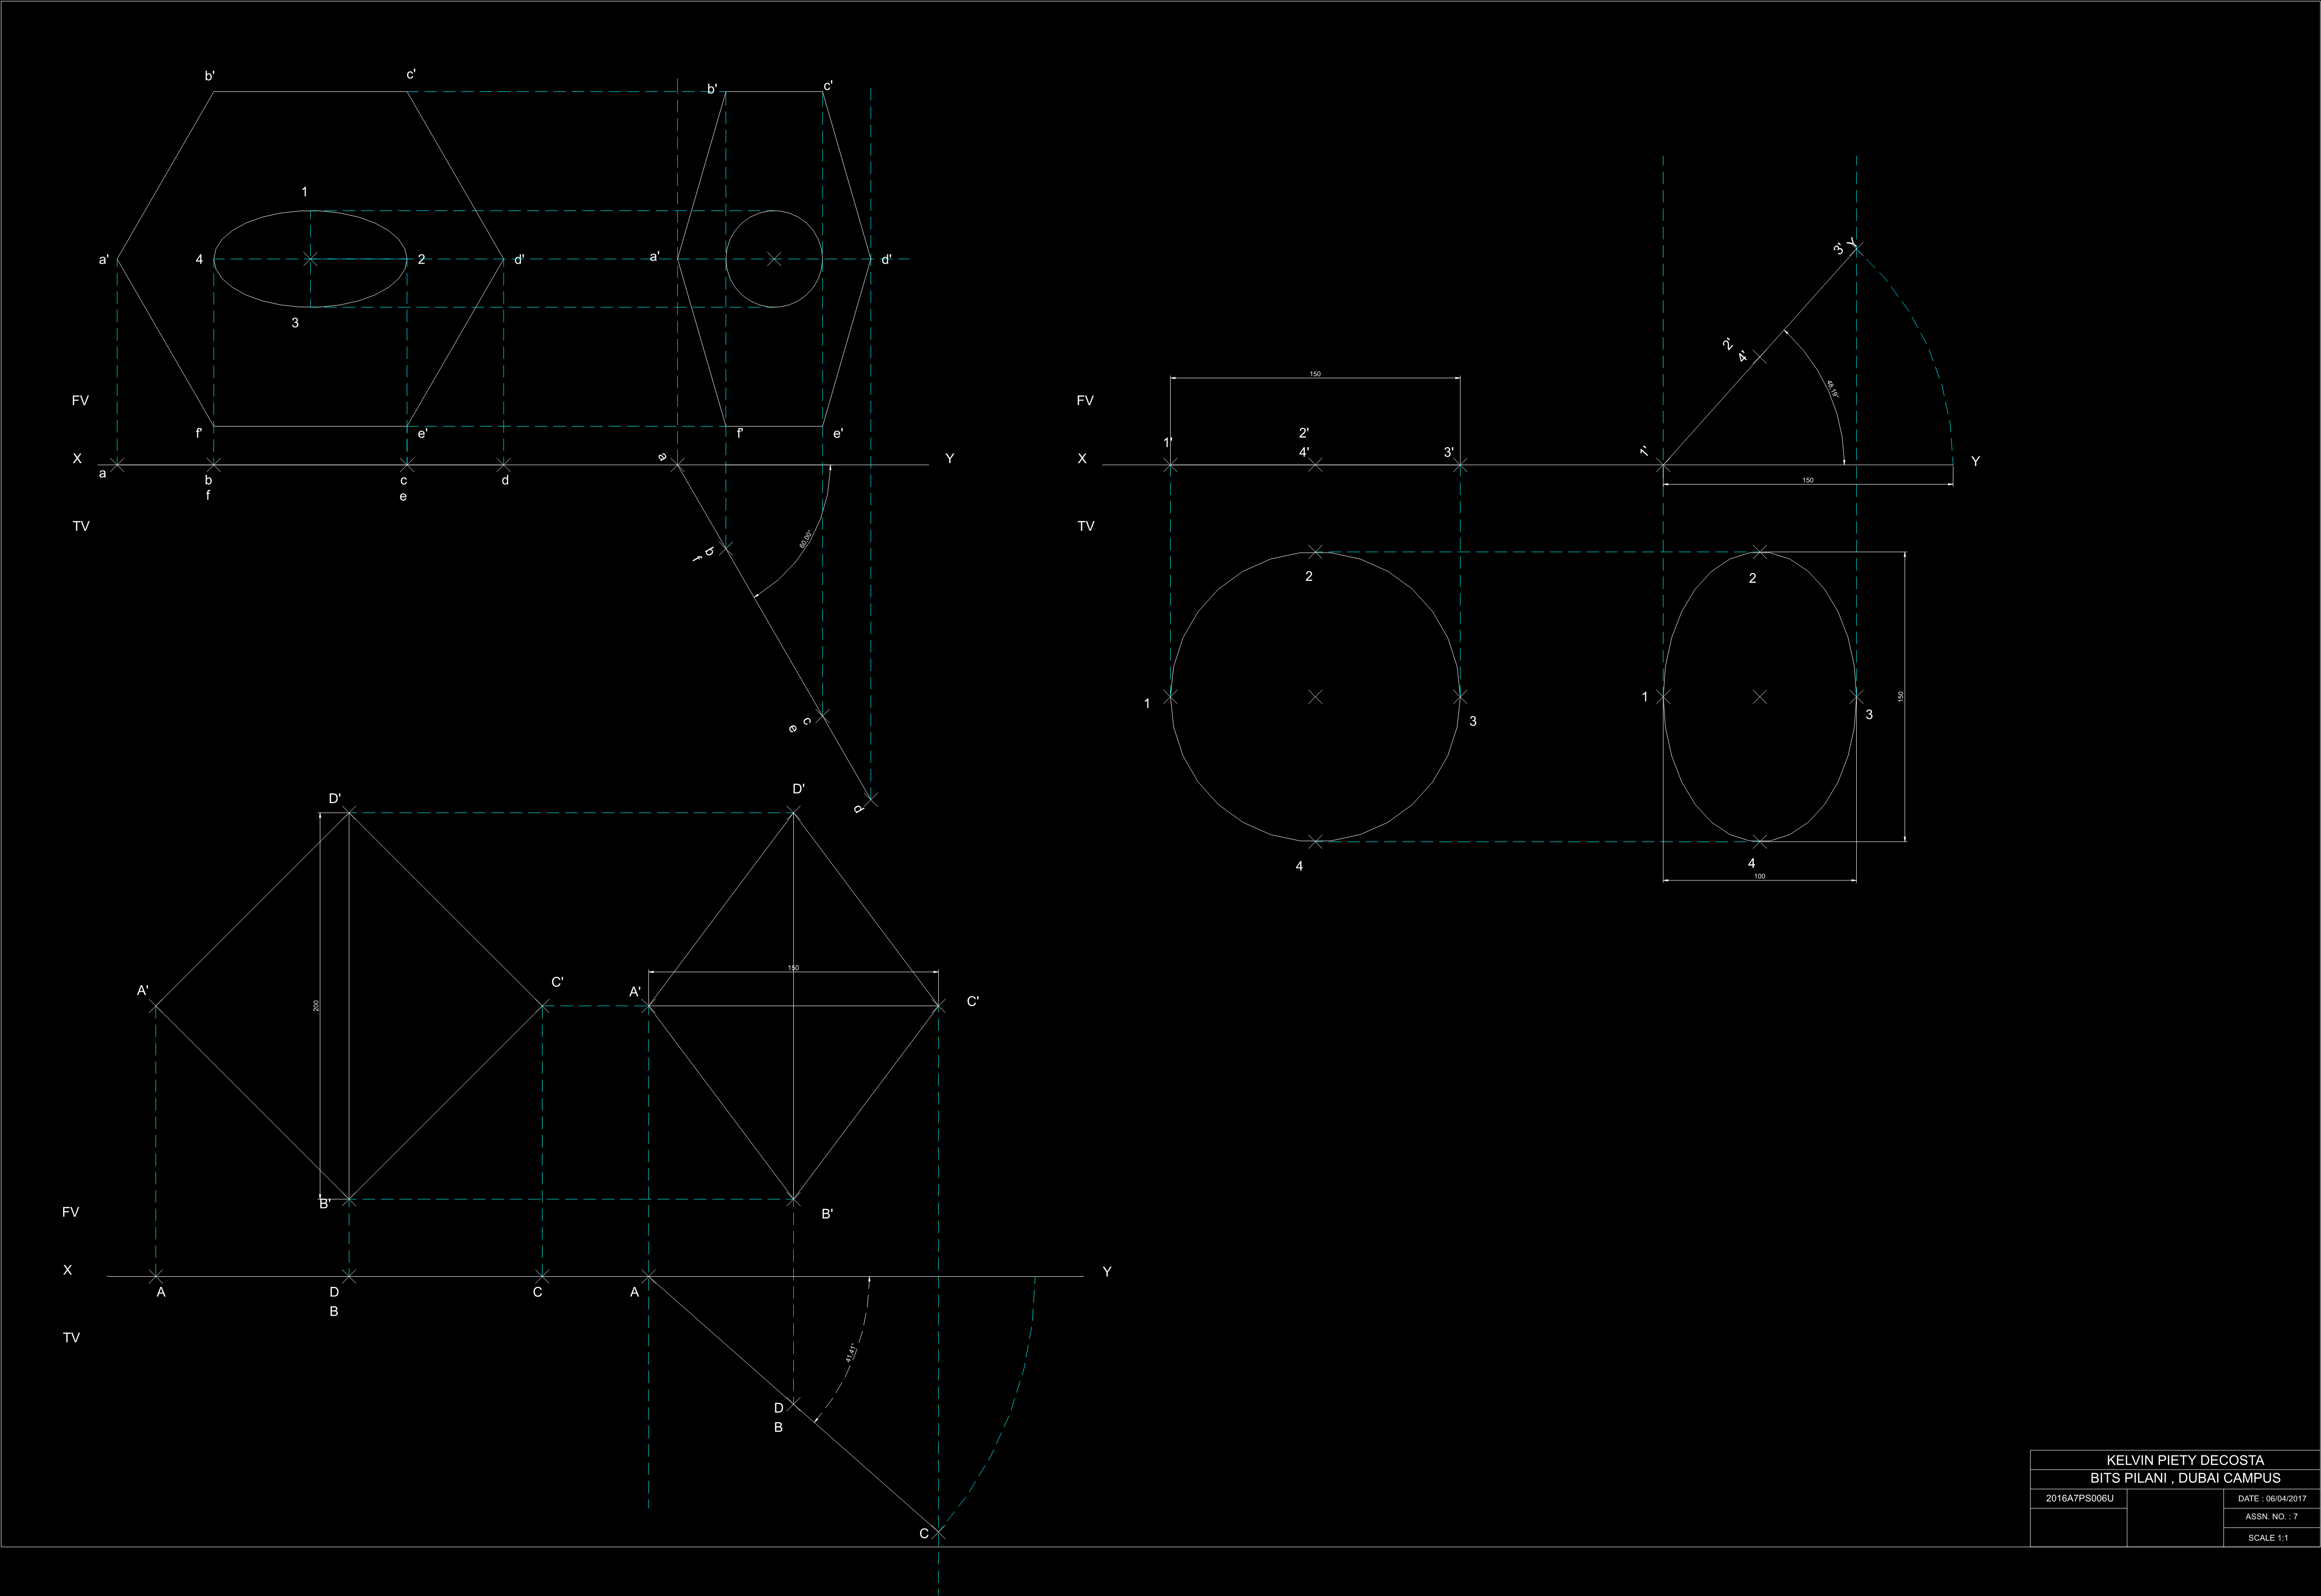 b' c'
b' c'
1
a' 4 2 d'
a' d'
3
FV
f' e'
f' e'
X Y
a b c d
f e
a
TV
60.00°
b
f
c
e
d
3' Y
2'
4'
48.19°
150
FV
1' 2' 3'
4'
1'
X Y
150
TV
2 2
1 3
1 3
150
4 4
100
D' D'
A' C'
A' C'
150
200
B' B'
FV
X Y
A D C A
B
TV
41.41°
D
B
C
KELVIN PIETY DECOSTA
BITS PILANI , DUBAI CAMPUS
2016A7PS006U DATE : 06/04/2017
ASSN. NO. : 7
SCALE 1:1